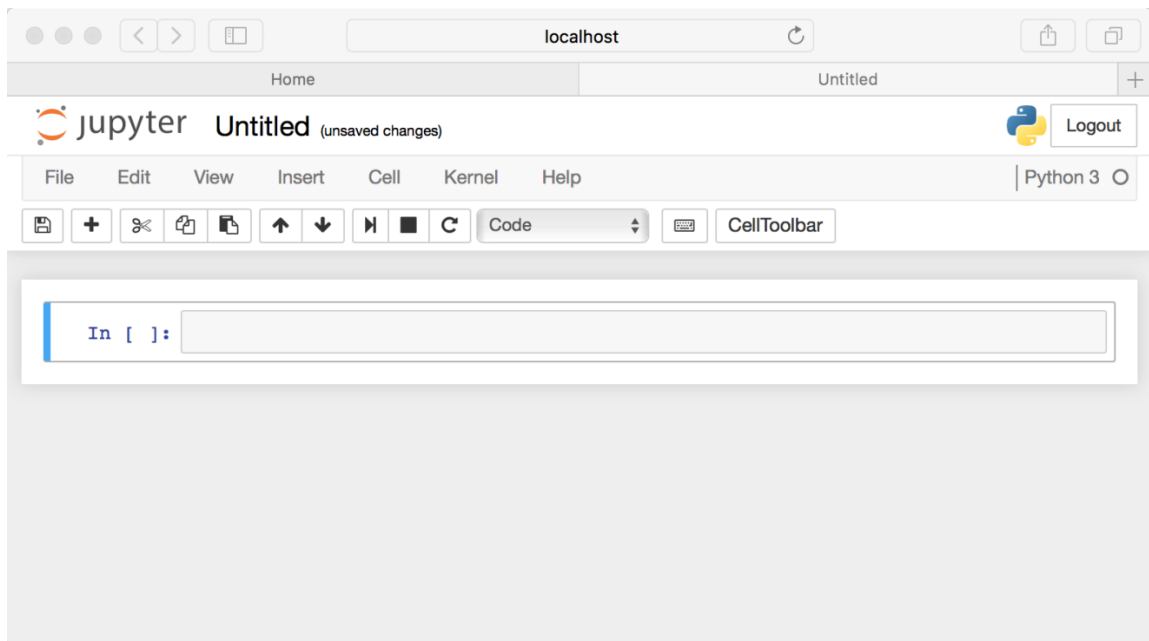 localhost
Home Untitled
jupyter Untitled (unsaved changes) Logout
File Edit View Insert Cell Kernel Help Python 3
Code CellToolbar
In [ ]: